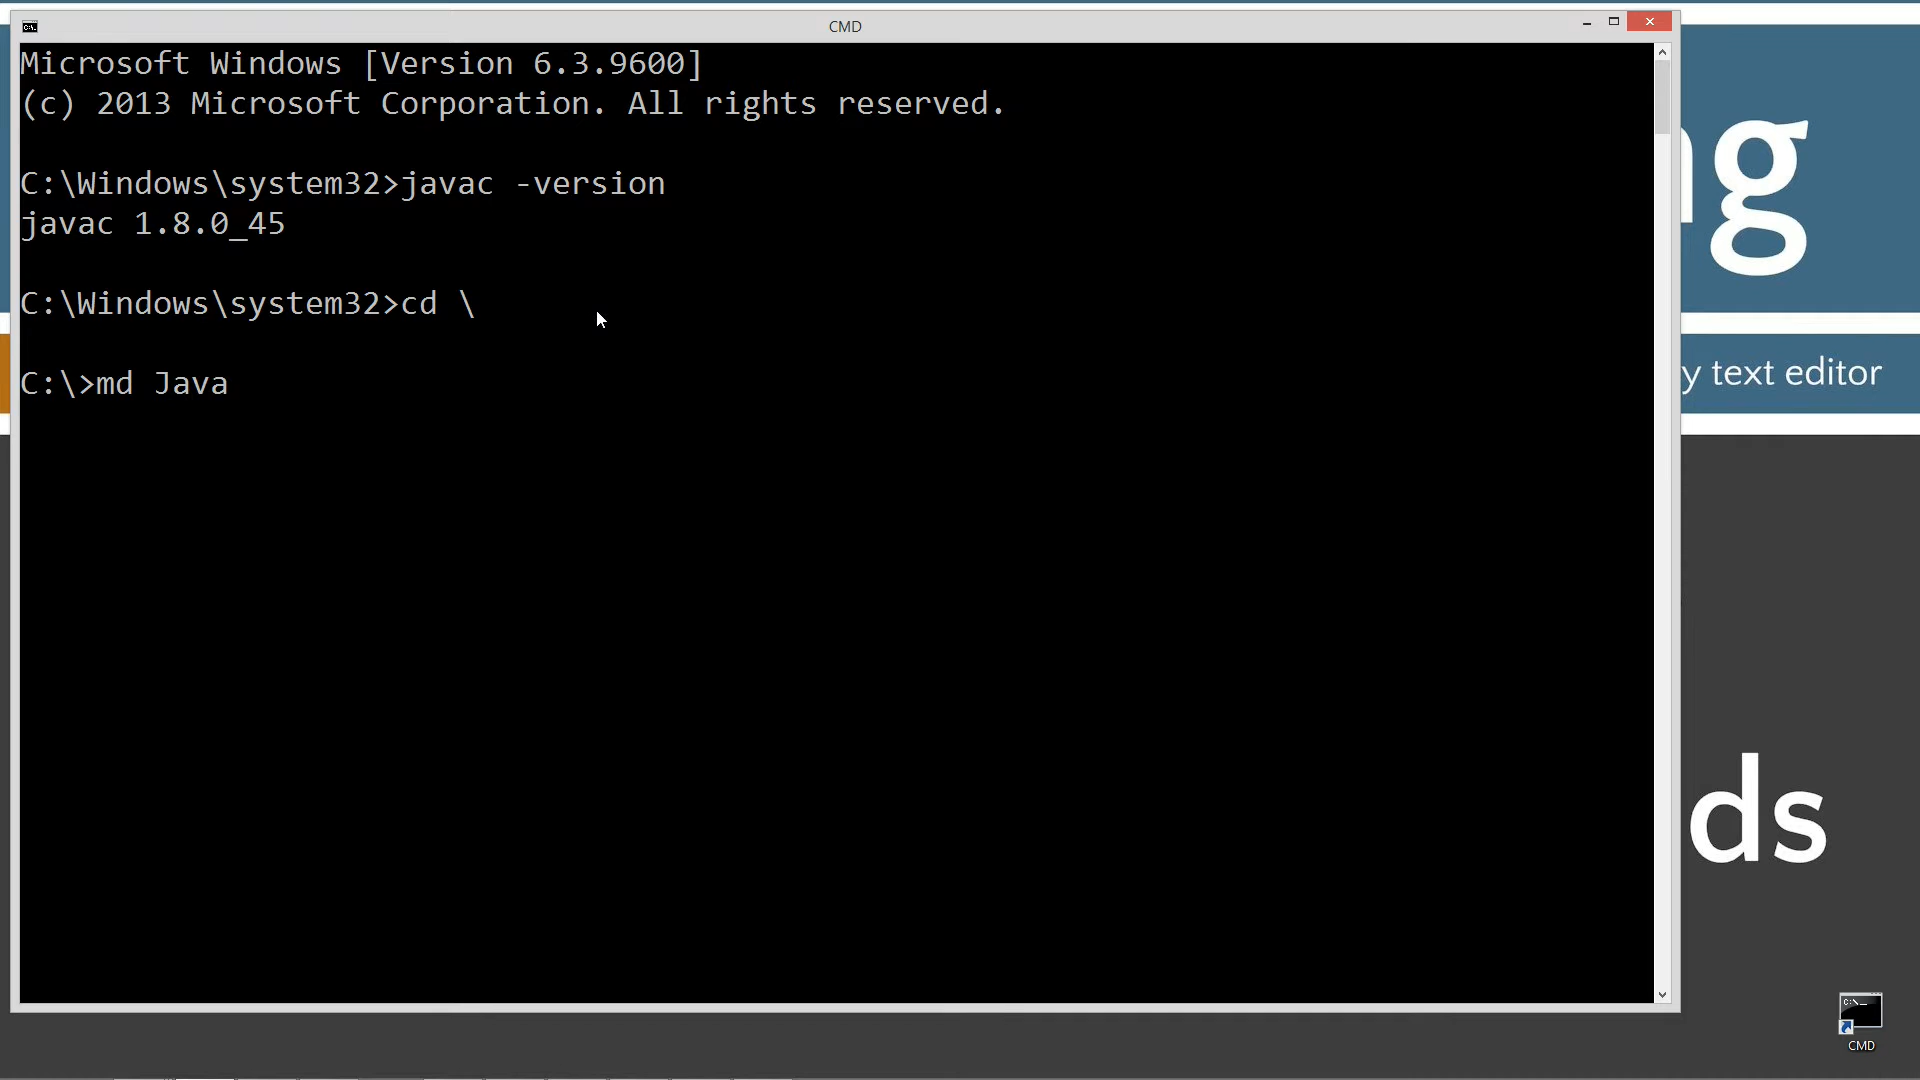 CMD
Microsoft Windows [Version 6.3.9600]
(c) 2013 Microsoft Corporation. All rights reserved.
C:\Windows\system32>javac -version
javac 1.8.0_45
C:\Windows\system32>cd \
C:\>md Java
g
y text editor
ds
C:\>_
CMD